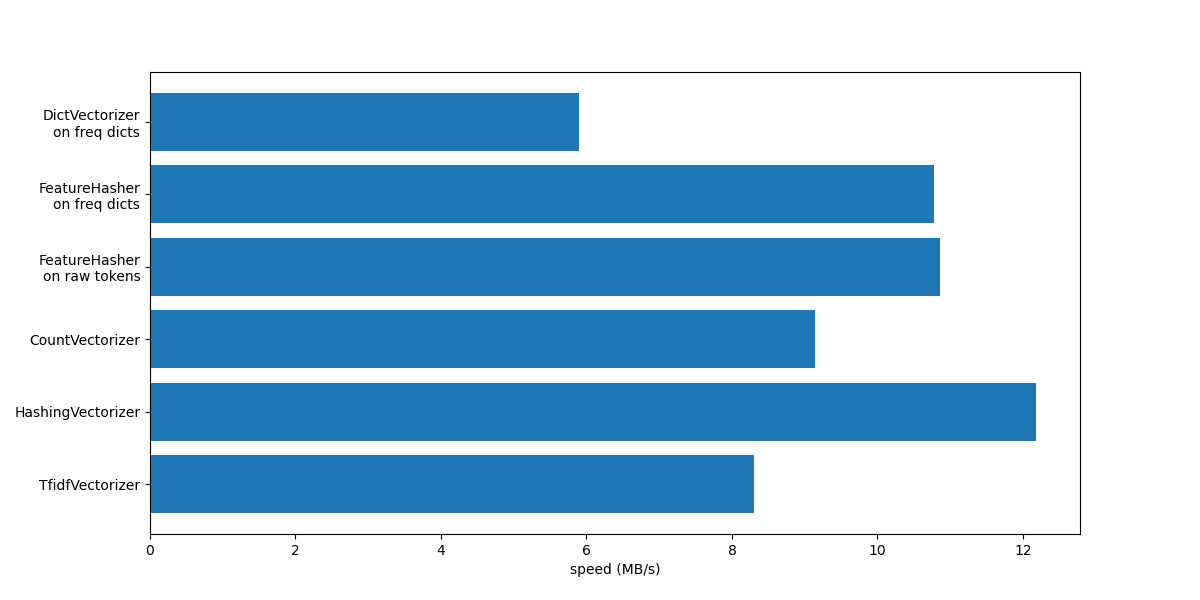 DictVectorizer
on freq dicts
FeatureHasher
on freq dicts
FeatureHasher
on raw tokens
CountVectorizer
HashingVectorizer
TfidfVectorizer
0 2 4 6 8 10 12
speed (MB/s)